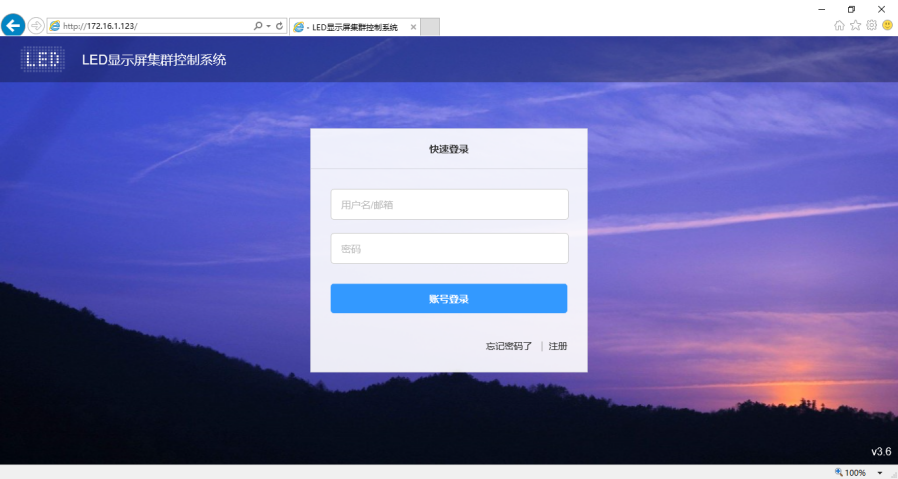 http://172.16.1.123/
- LED显示屏集群控制系统
LED LED显示屏集群控制系统
快速登录
用户名/邮箱
密码
账号登录
忘记密码了 | 注册
v3.6
100%